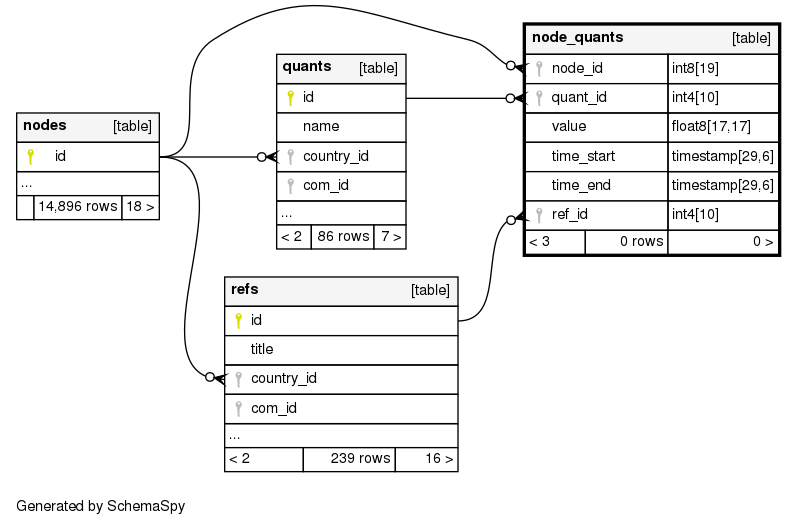 node_quants [table]
node_id int8[19]
quant_id int4[10]
value float8[17,17]
time_start timestamp[29,6]
time_end timestamp[29,6]
ref_id int4[10]
< 3 0 rows 0 >
quants [table]
id
name
country_id
com_id
...
< 2 86 rows 7 >
nodes [table]
id
...
14,896 rows 18 >
refs [table]
id
title
country_id
com_id
...
< 2 239 rows 16 >
Generated by SchemaSpy